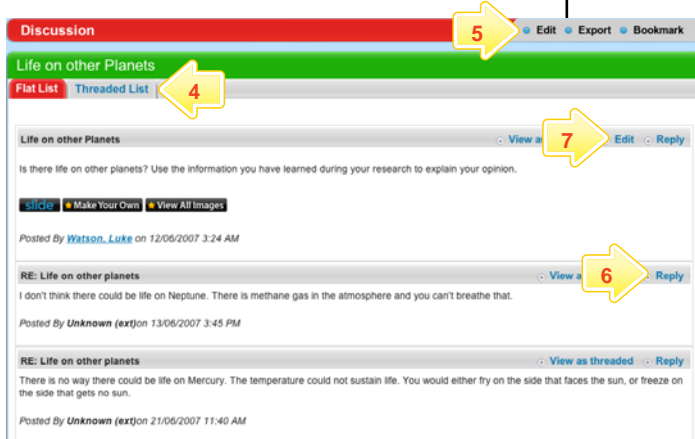 Discussion
5
Edit Export Bookmark
Life on other Planets
Flat List Threaded List
4
Life on other Planets
View as
7
Edit Reply
Is there life on other planets? Use the information you have learned during your research to explain your opinion.
slide Make Your Own View All Images
Posted By Watson, Luke on 12/06/2007 3:24 AM
RE: Life on other planets
View a
6
Reply
I don't think there could be life on Neptune. There is methane gas in the atmosphere and you can't breathe that.
Posted By Unknown (ext)on 13/06/2007 3:45 PM
RE: Life on other planets
View as threaded Reply
There is no way there could be life on Mercury. The temperature could not sustain life. You would either fry on the side that faces the sun, or freeze on
the side that gets no sun.
Posted By Unknown (ext)on 21/06/2007 11:40 AM